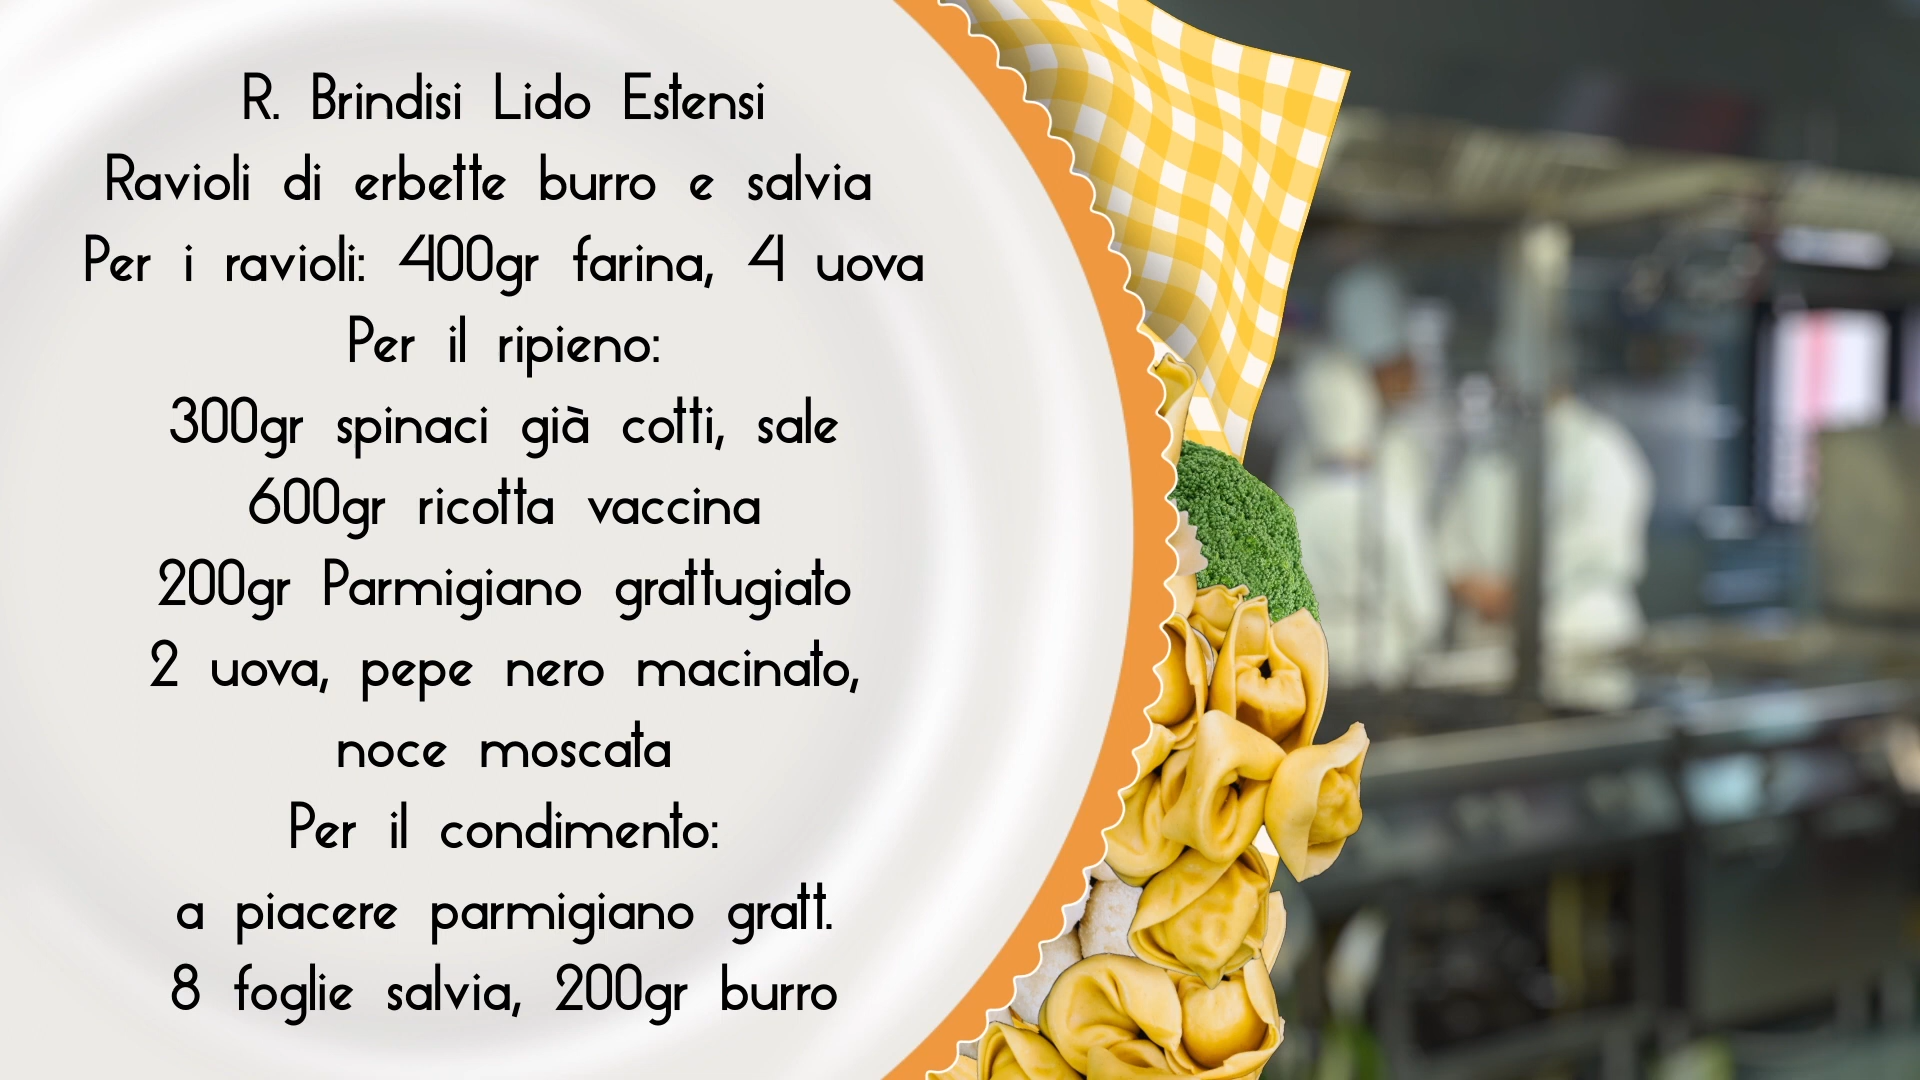 R. Brindisi Lido Estensi
Ravioli di erbette burro e salvia
Per i ravioli: 400gr farina, 4 uova
Per il ripieno:
300gr spinaci già cotti, sale
600gr ricotta vaccina
200gr Parmigiano grattugiato
2 uova, pepe nero macinato,
noce moscata
Per il condimento:
a piacere parmigiano gratt.
8 foglie salvia, 200gr burro